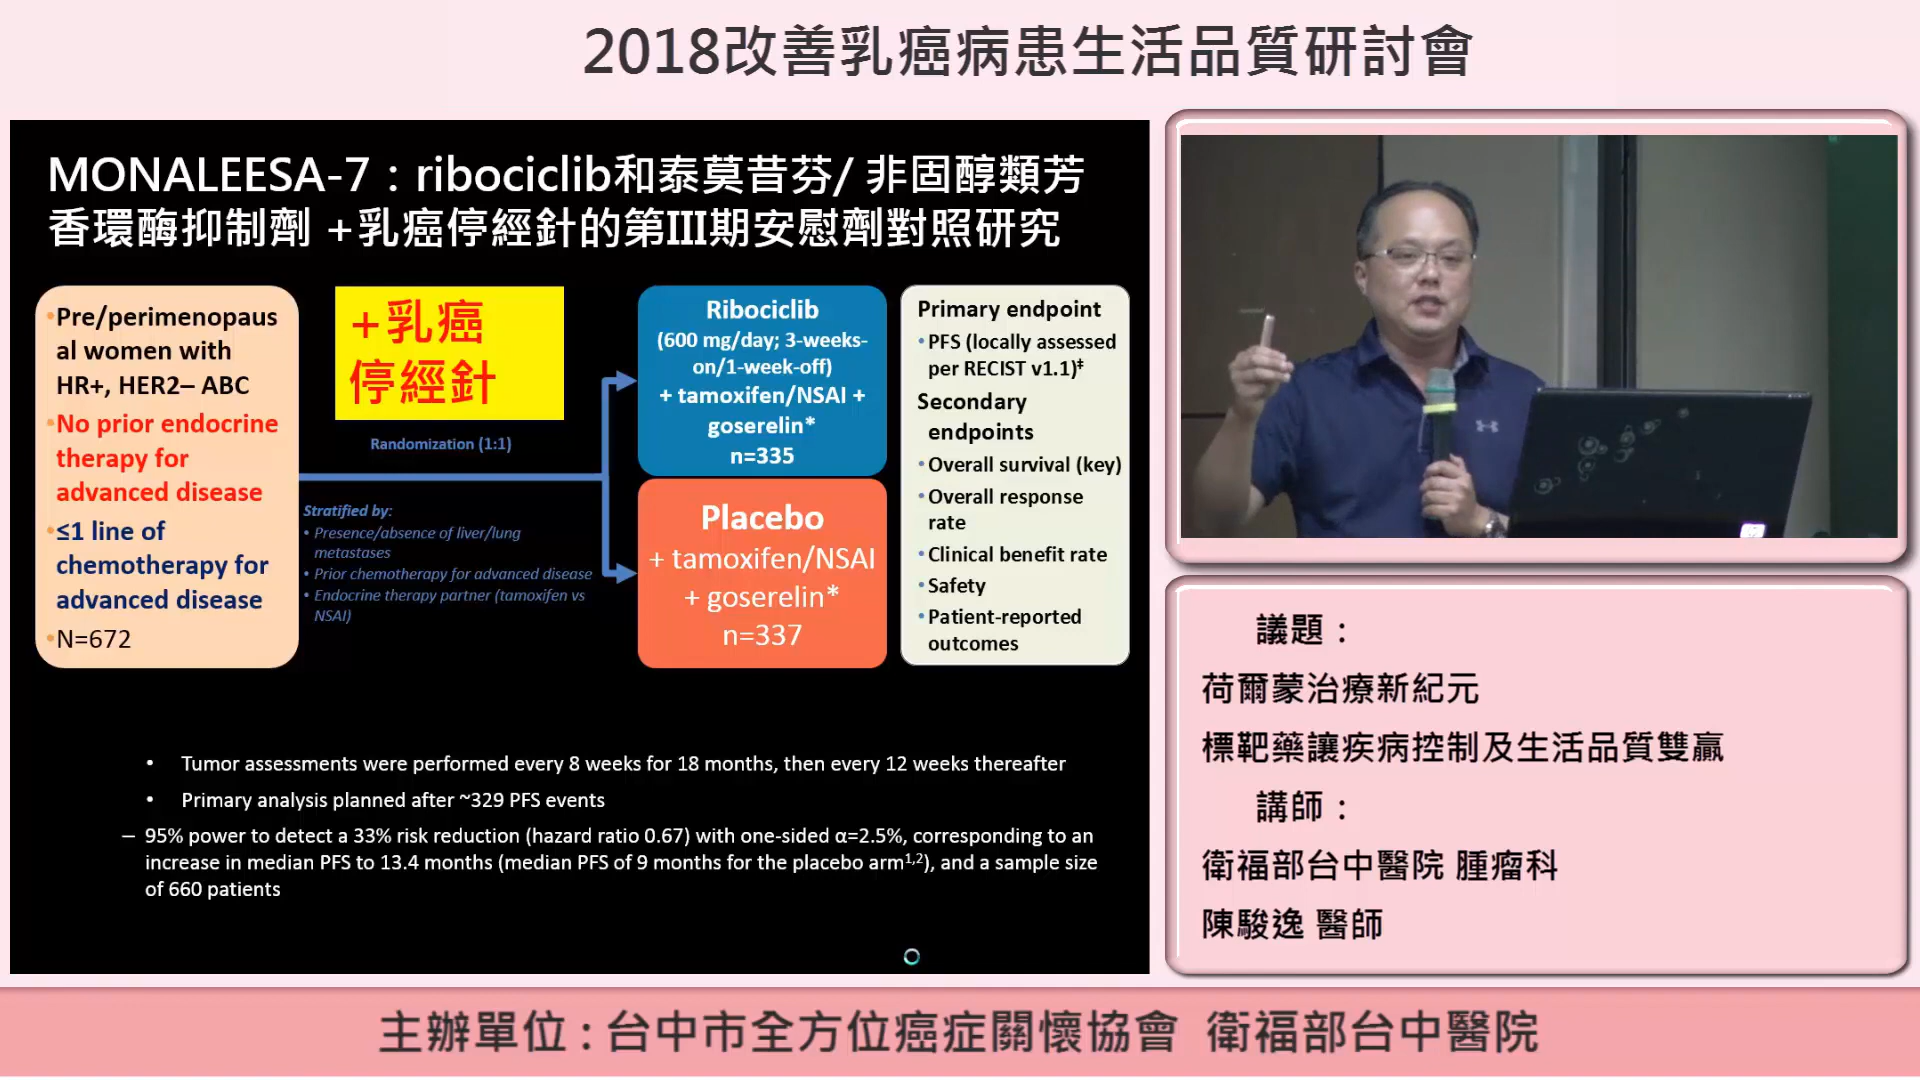 2018改善乳癌病患生活品質研討會
MONALEESA-7：ribociclib和泰莫昔芬/ 非固醇類芳
香環酶抑制劑 +乳癌停經針的第III期安慰劑對照研究
•Pre/perimenopaus
al women with
HR+, HER2– ABC
•No prior endocrine
therapy for
advanced disease
•≤1 line of
chemotherapy for
advanced disease
•N=672
+乳癌
停經針
Randomization (1:1)
Stratified by:
• Presence/absence of liver/lung
metastases
• Prior chemotherapy for advanced disease
• Endocrine therapy partner (tamoxifen vs
NSAI)
Ribociclib
(600 mg/day; 3-weeks-
on/1-week-off)
+ tamoxifen/NSAI +
goserelin*
n=335
Placebo
+ tamoxifen/NSAI
+ goserelin*
n=337
Primary endpoint
• PFS (locally assessed
per RECIST v1.1)‡
Secondary
endpoints
• Overall survival (key)
• Overall response
rate
• Clinical benefit rate
• Safety
• Patient-reported
outcomes
• Tumor assessments were performed every 8 weeks for 18 months, then every 12 weeks thereafter
• Primary analysis planned after ~329 PFS events
– 95% power to detect a 33% risk reduction (hazard ratio 0.67) with one-sided α=2.5%, corresponding to an
increase in median PFS to 13.4 months (median PFS of 9 months for the placebo arm1,2), and a sample size
of 660 patients
議題：
荷爾蒙治療新紀元
標靶藥讓疾病控制及生活品質雙贏
講師：
衛福部台中醫院 腫瘤科
陳駿逸 醫師
主辦單位 : 台中市全方位癌症關懷協會 衛福部台中醫院